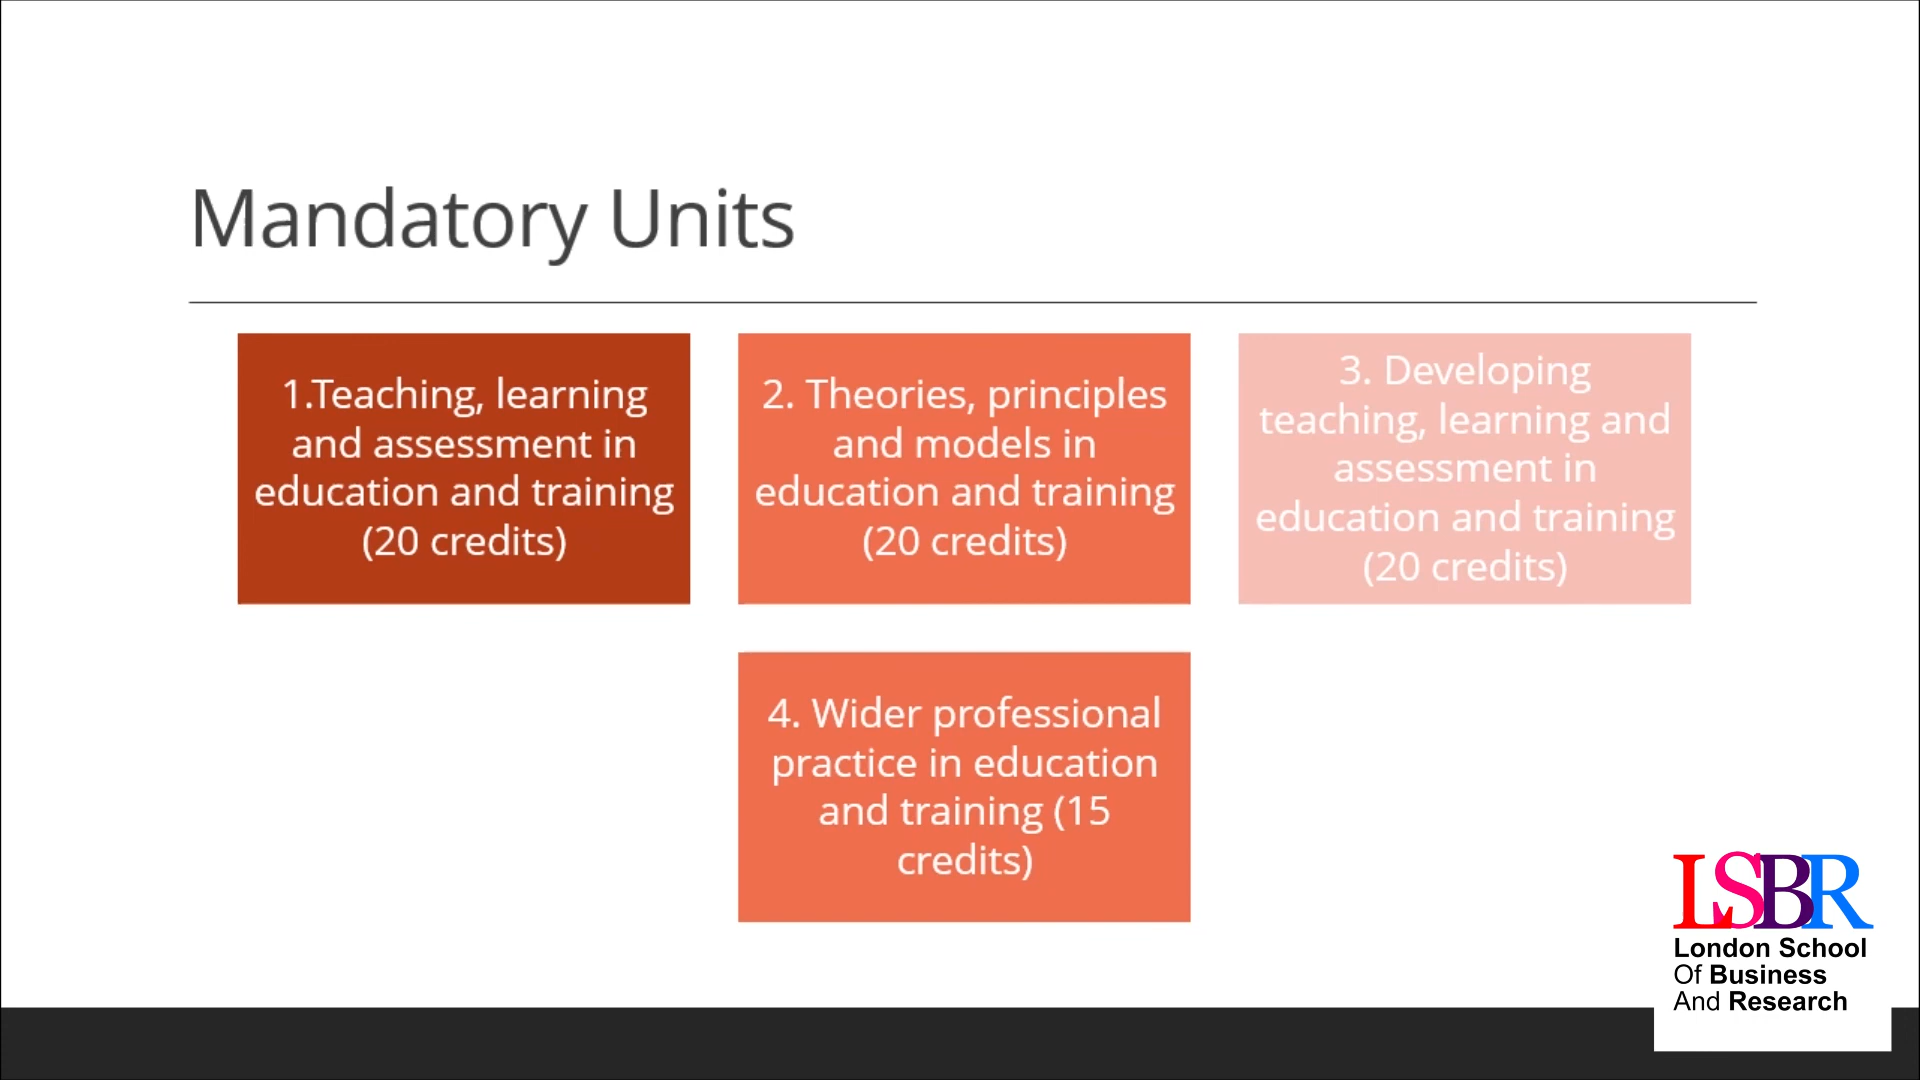 Mandatory Units
1.Teaching, learning
and assessment in
education and training
(20 credits)
2. Theories, principles
and models in
education and training
(20 credits)
3. Developing
teaching, learning and
assessment in
education and training
(20 credits)
4. Wider professional
practice in education
and training (15
credits)
LSBR
London School
Of Business
And Research